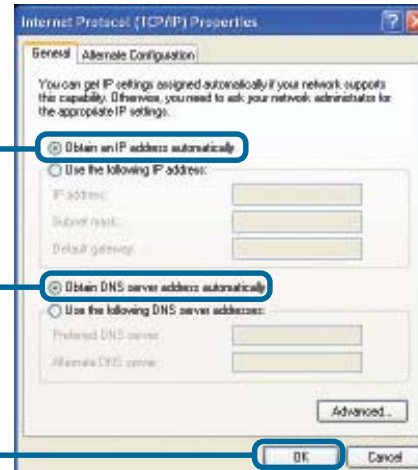 Internet Protocol (TCP/IP) Properties
General
Alternate Configuration
You can get IP settings assigned automatically if your network supports
this capability. Otherwise, you need to ask your network administrator for
the appropriate IP settings.
Obtain an IP address automatically
Use the following IP address:
IP address:
Subnet mask:
Default gateway:
Obtain DNS server address automatically
Use the following DNS server addresses:
Preferred DNS server:
Alternate DNS server:
Advanced...
OK
Cancel